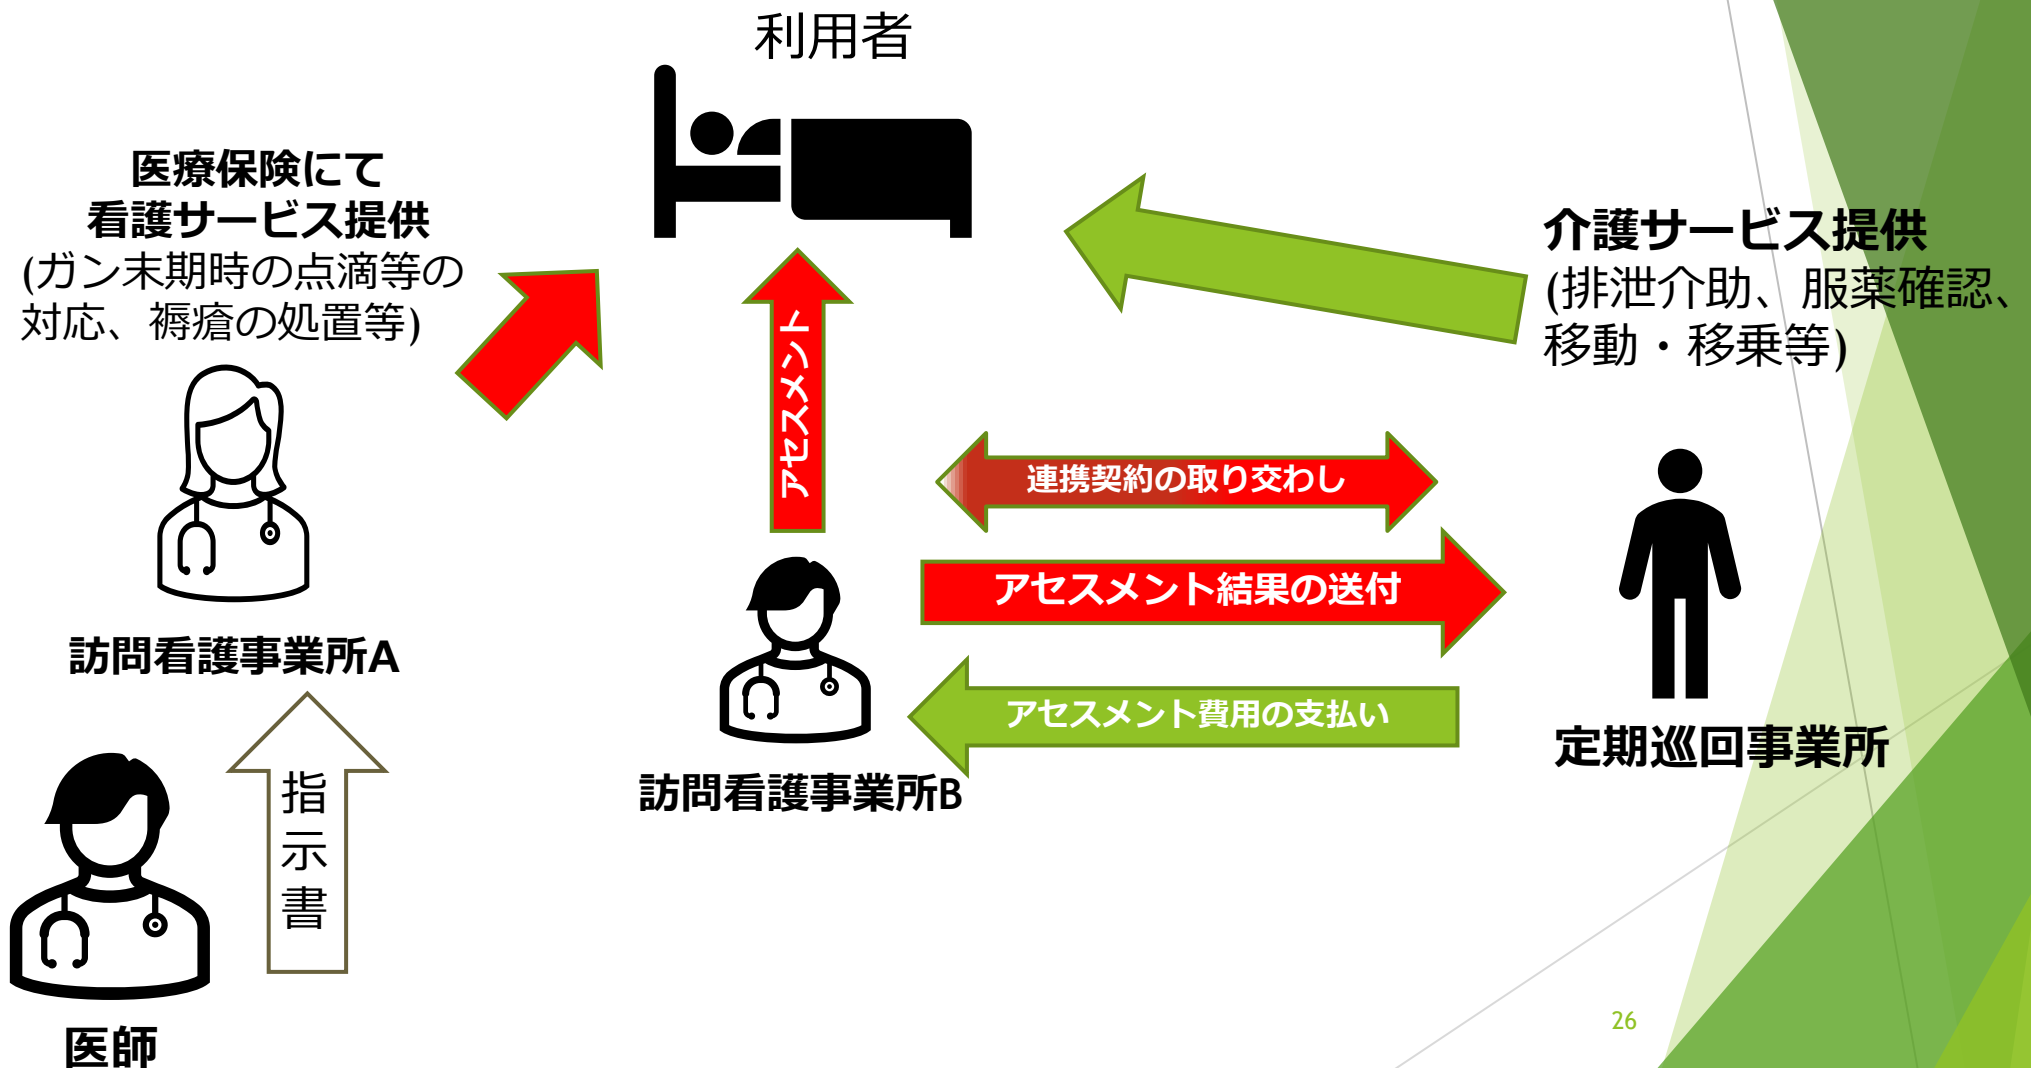 利用者
医療保険にて
看護サービス提供
(ガン末期時の点滴等の
対応、褥瘡の処置等)
介護サービス提供
(排泄介助、服薬確認、
移動・移乗等)
アセスメント
連携契約の取り交わし
アセスメント結果の送付
アセスメント費用の支払い
訪問看護事業所A
訪問看護事業所B
定期巡回事業所
指示書
医師
26